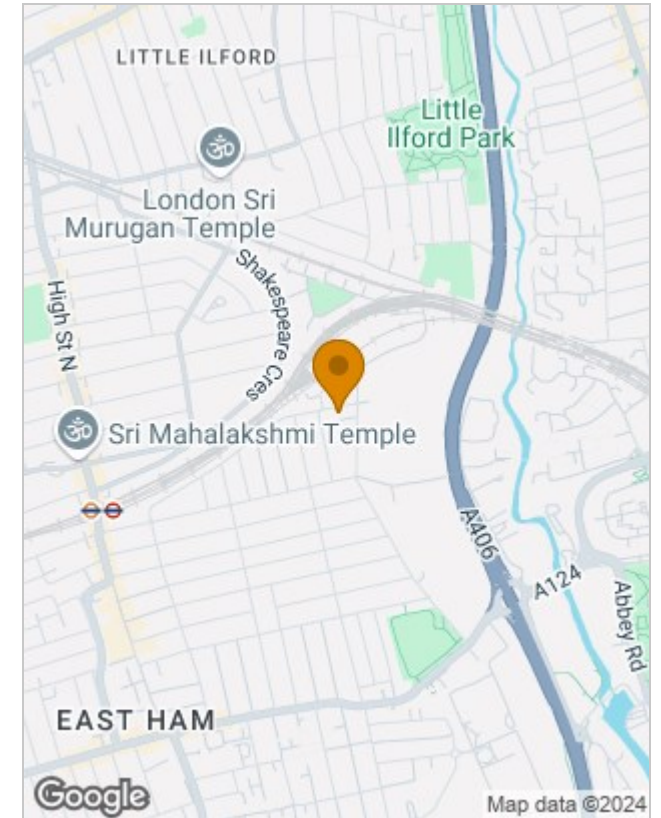 LITTLE ILFORD
Little
Ilford Park
London Sri
Murugan Temple
Shakespeare Cres
High St N
Sri Mahalakshmi Temple
A406
A124
Abbey Rd
EAST HAM
Google
Map data ©2024